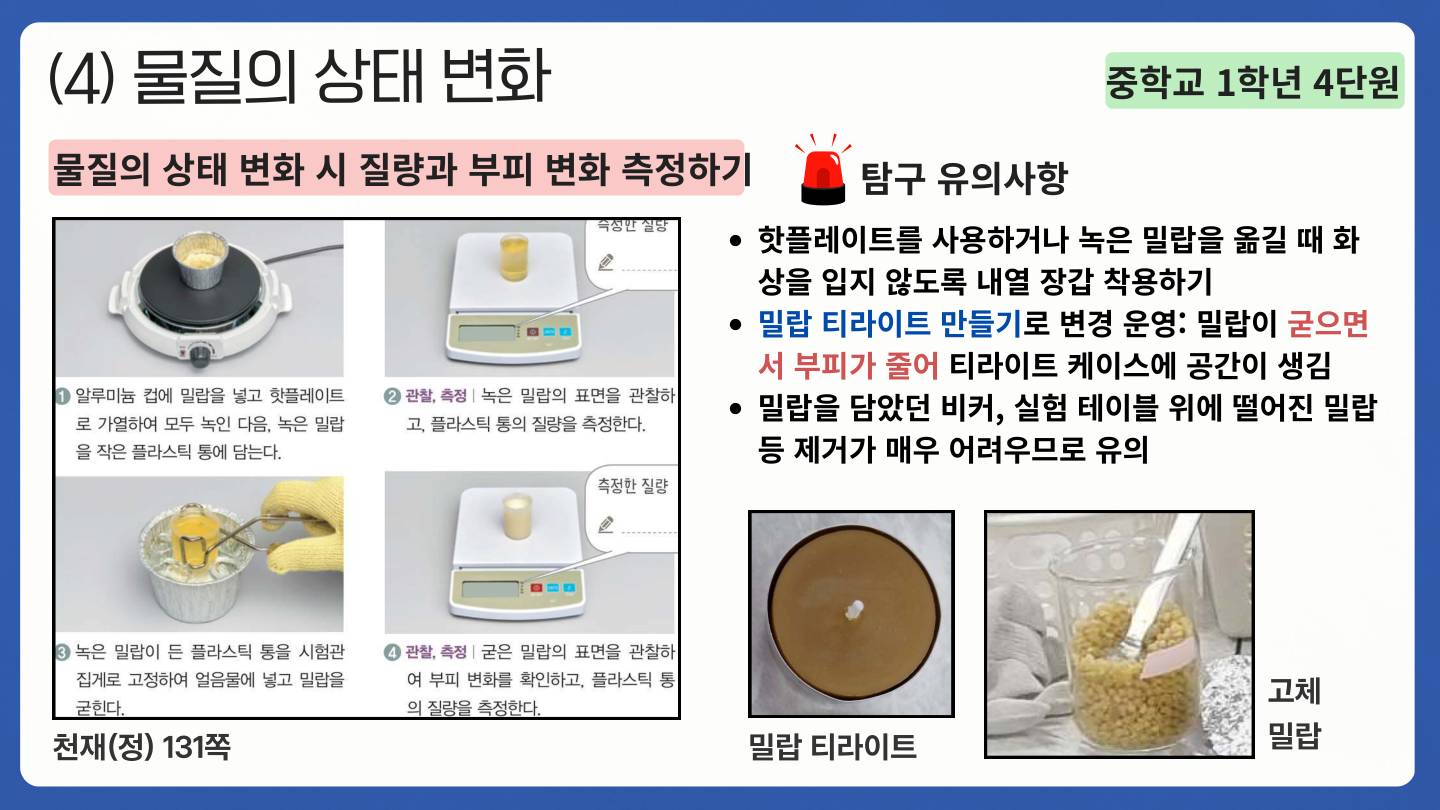 (4) 물질의 상태 변화
중학교 1학년 4단원
물질의 상태 변화 시 질량과 부피 변화 측정하기
측정한 질량
❶ 알루미늄 컵에 밀랍을 넣고 핫플레이트
로 가열하여 모두 녹인 다음, 녹은 밀랍
을 작은 플라스틱 통에 담는다.
❷ 관찰, 측정 | 녹은 밀랍의 표면을 관찰하
고, 플라스틱 통의 질량을 측정한다.
측정한 질량
❸ 녹은 밀랍이 든 플라스틱 통을 시험관
집게로 고정하여 얼음물에 넣고 밀랍을
굳힌다.
❹ 관찰, 측정 | 굳은 밀랍의 표면을 관찰하
여 부피 변화를 확인하고, 플라스틱 통
의 질량을 측정한다.
천재(정) 131쪽
탐구 유의사항
• 핫플레이트를 사용하거나 녹은 밀랍을 옮길 때 화
상을 입지 않도록 내열 장갑 착용하기
• 밀랍 티라이트 만들기로 변경 운영: 밀랍이 굳으면
서 부피가 줄어 티라이트 케이스에 공간이 생김
• 밀랍을 담았던 비커, 실험 테이블 위에 떨어진 밀랍
등 제거가 매우 어려우므로 유의
밀랍 티라이트
고체
밀랍